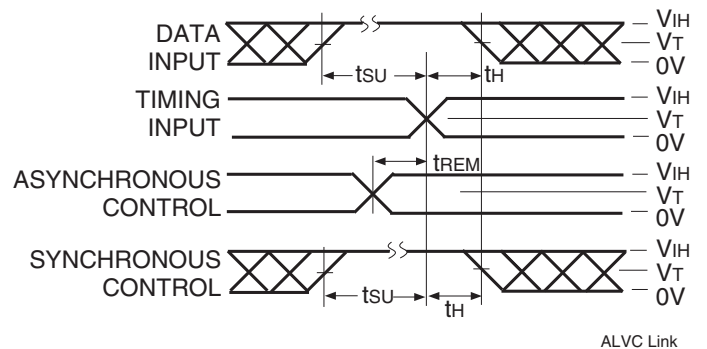 DATA INPUT
VIH
VT
0V
tSU
tH
TIMING INPUT
VIH
VT
0V
tREM
ASYNCHRONOUS CONTROL
VIH
VT
0V
SYNCHRONOUS CONTROL
VIH
VT
0V
tSU
tH
ALVC Link